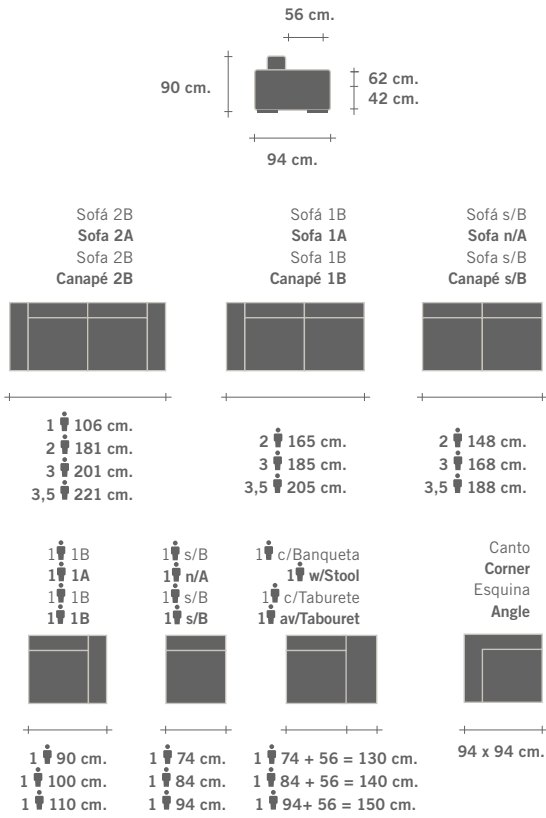 56 cm.
90 cm.
62 cm.
42 cm.
94 cm.
Sofá 2B
Sofa 2A
Sofa 2B
Canapé 2B
Sofá 1B
Sofa 1A
Sofa 1B
Canapé 1B
Sofá s/B
Sofa n/A
Sofa s/B
Canapé s/B
1 106 cm.
2 181 cm.
3 201 cm.
3,5 221 cm.
2 165 cm.
3 185 cm.
3,5 205 cm.
2 148 cm.
3 168 cm.
3,5 188 cm.
1 1B
1 1A
1 1B
1 1B
1 s/B
1 n/A
1 s/B
1 s/B
1 c/Banqueta
1 w/Stool
1 c/Taburete
1 av/Tabouret
Canto
Corner
Esquina
Angle
1 90 cm.
1 100 cm.
1 110 cm.
1 74 cm.
1 84 cm.
1 94 cm.
1 74 + 56 = 130 cm.
1 84 + 56 = 140 cm.
1 94+ 56 = 150 cm.
94 x 94 cm.